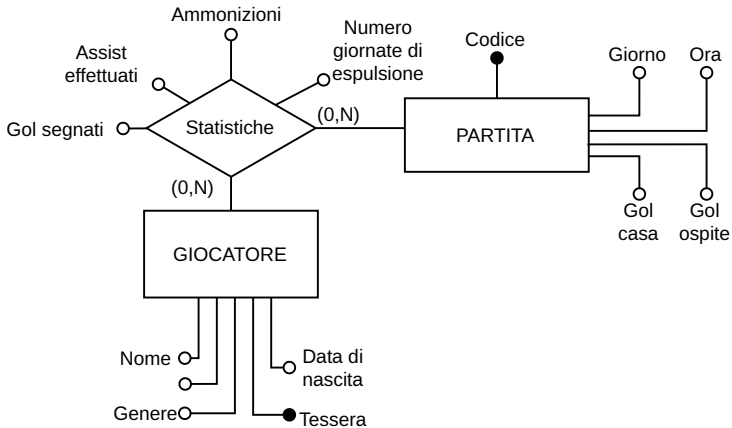 Ammonizioni
Assist
effettuati
Numero
giornate di
espulsione
Codice
Giorno
Ora
Gol segnati
Statistiche
(0,N)
PARTITA
(0,N)
Gol
casa
Gol
ospite
GIOCATORE
Nome
Data di
nascita
Genere
Tessera